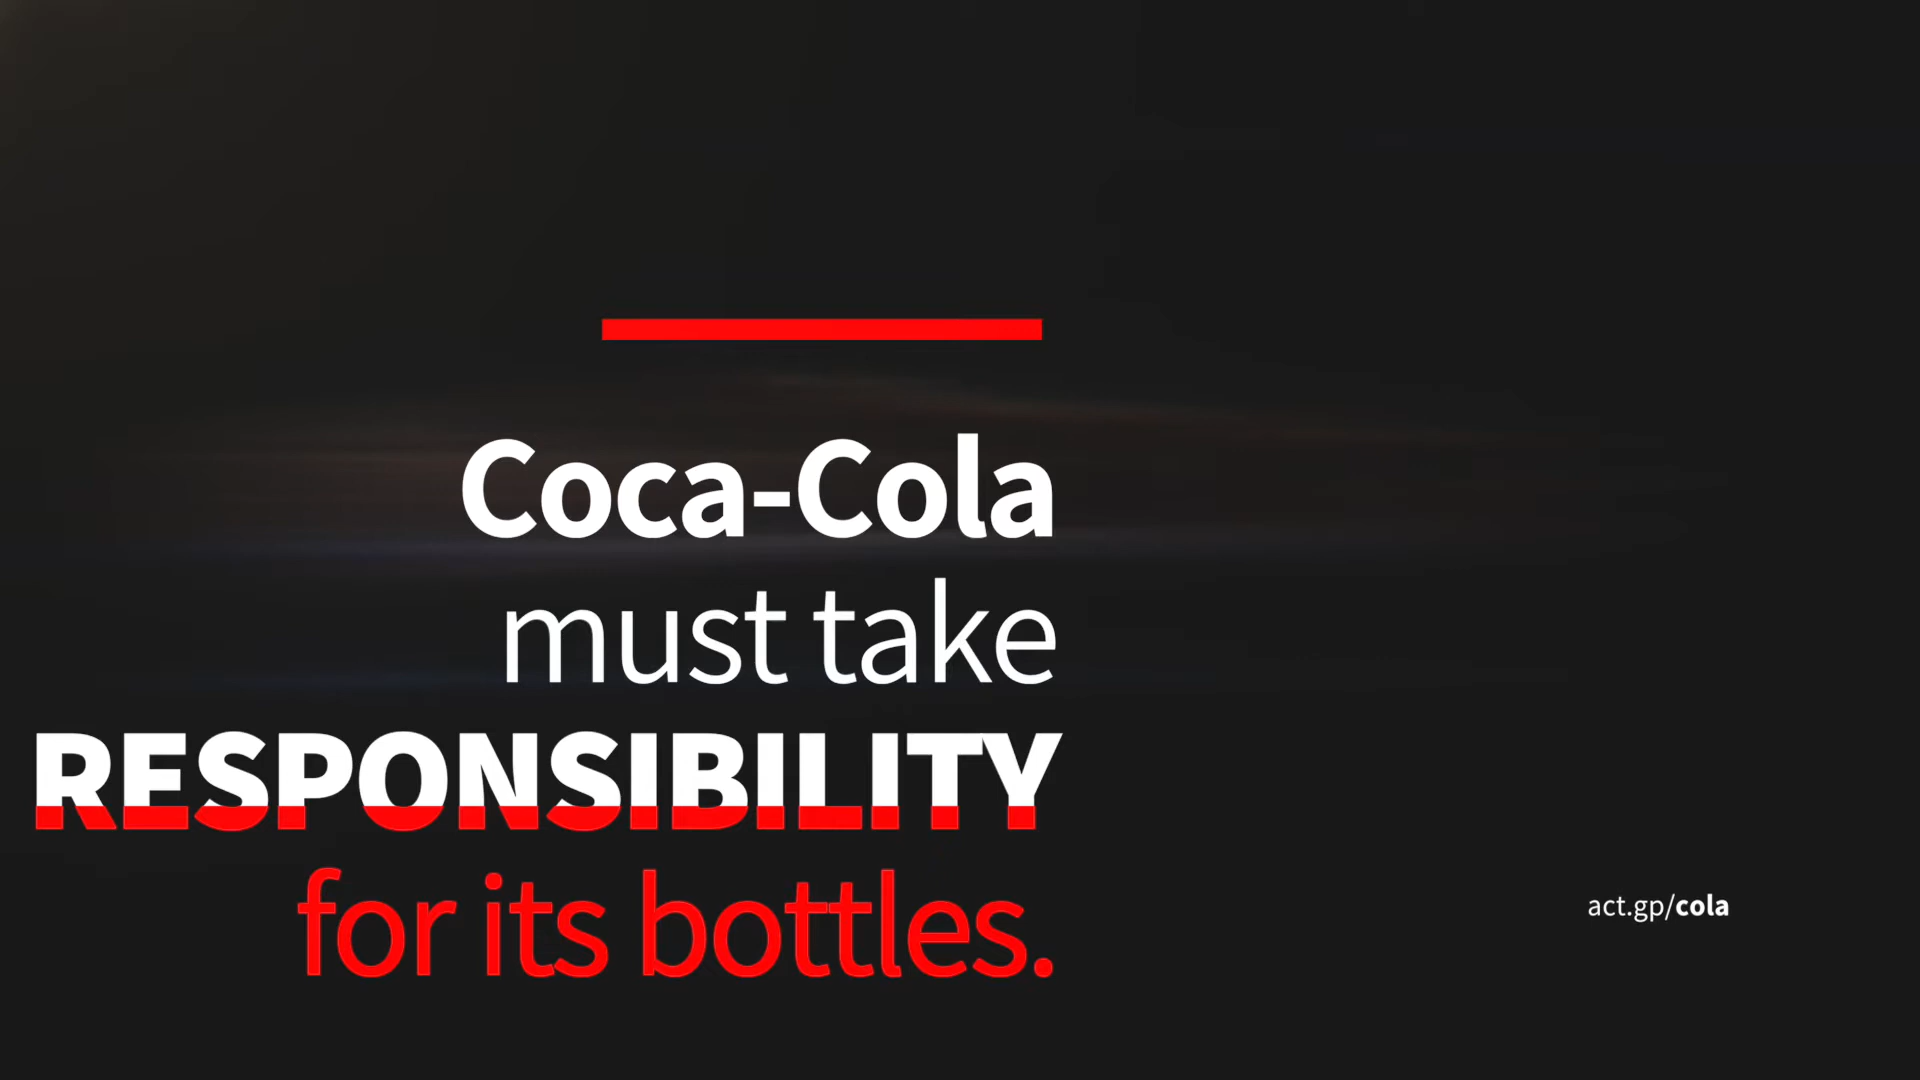 Coca-Cola
must take
RESPONSIBILITY
for its bottles.
act.gp/cola